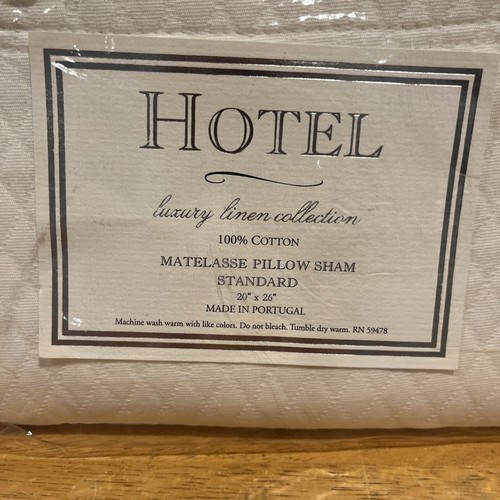 HOTEL
luxury linen collection
100% COTTON
MATELASSE PILLOW SHAM
STANDARD
20" x 26"
MADE IN PORTUGAL
Machine wash warm with like colors. Do not bleach. Tumble dry warm. RN 59478